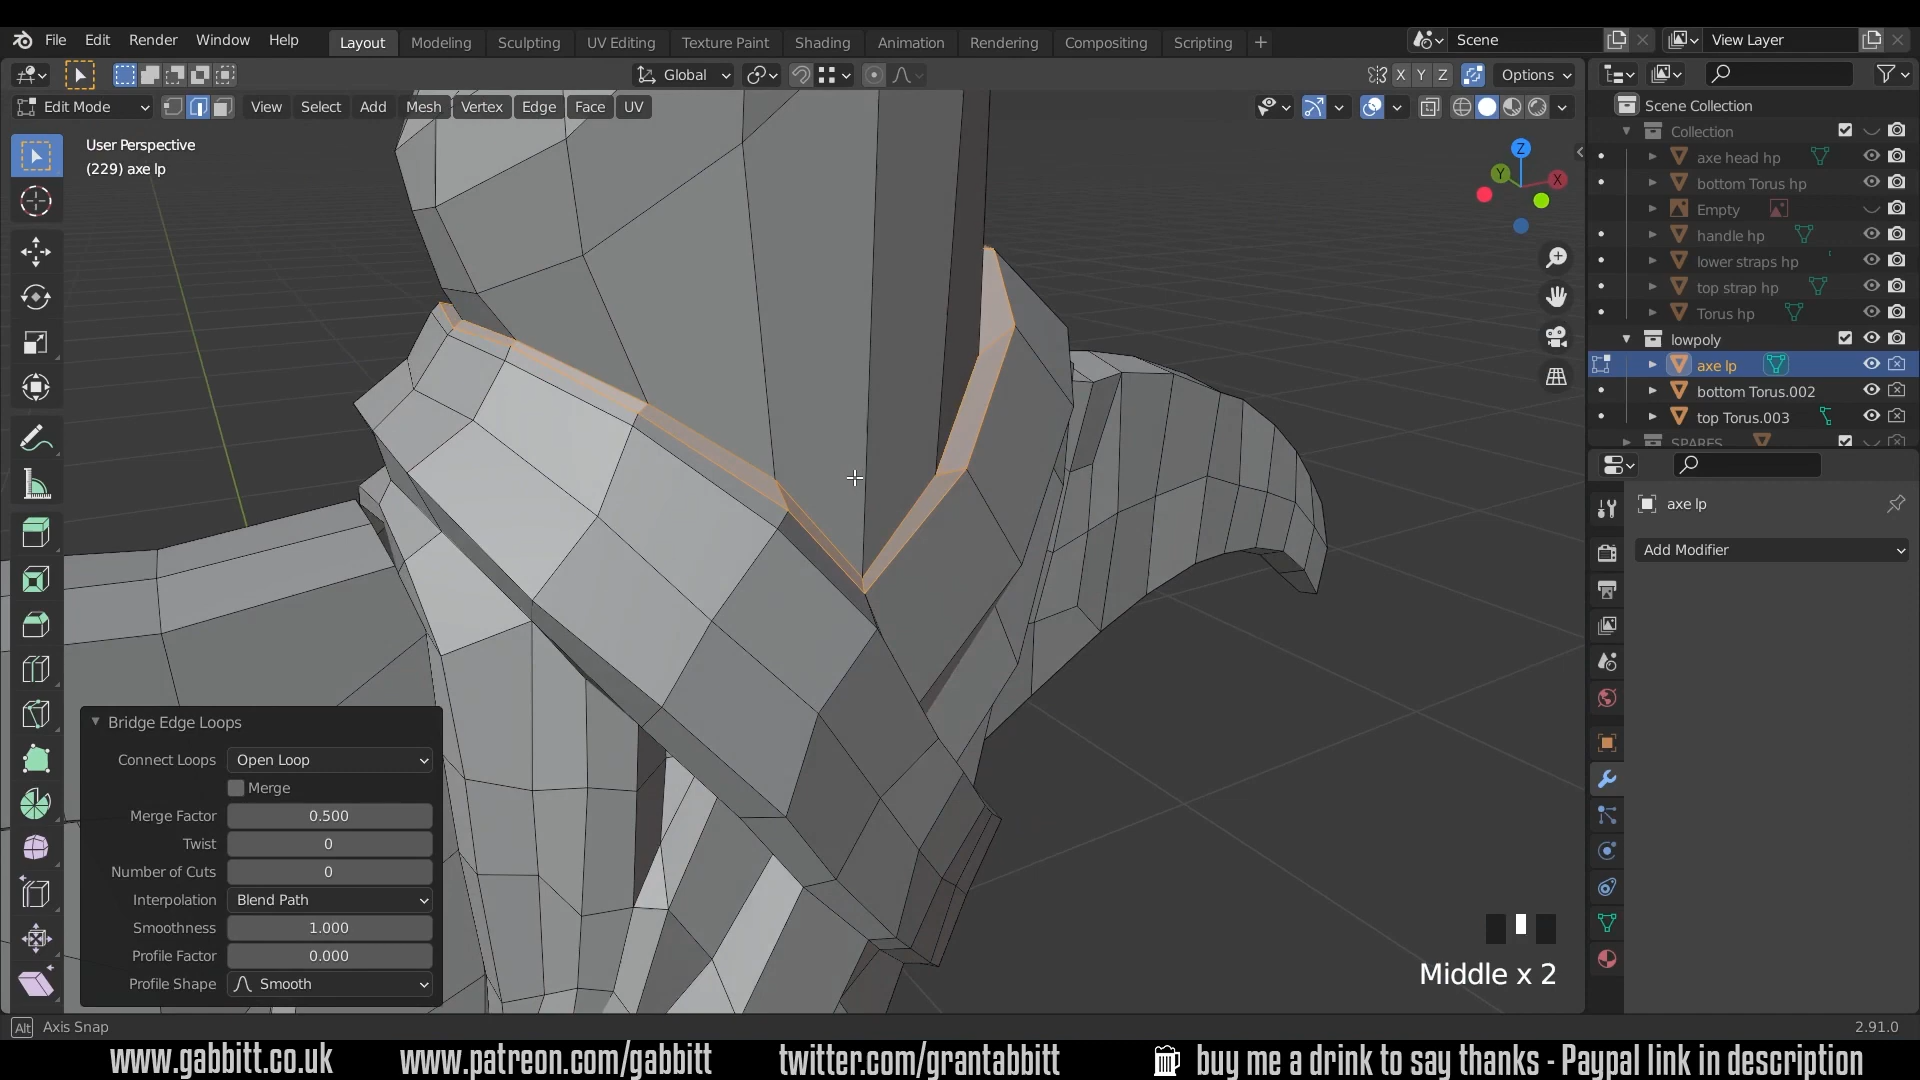 File Edit Render Window Help Layout Modeling Sculpting UV Editing Texture Paint Shading Animation Rendering Compositing Scripting + Scene View Layer
Global X Y Z Options
Edit Mode View Select Add Mesh Vertex Edge Face UV
User Perspective
(229) axe lp
Z
Y
X
Scene Collection
Collection
axe head hp
bottom Torus hp
Empty
handle hp
lower straps hp
top strap hp
Torus hp
lowpoly
axe lp
bottom Torus.002
top Torus.003
SPARES
axe lp
Add Modifier
Bridge Edge Loops
Connect Loops Open Loop
Merge
Merge Factor 0.500
Twist 0
Number of Cuts 0
Interpolation Blend Path
Smoothness 1.000
Profile Factor 0.000
Profile Shape Smooth
Middle x 2
Alt Axis Snap 2.91.0
www.gabbitt.co.uk www.patreon.com/gabbitt twitter.com/grantabbitt buy me a drink to say thanks - Paypal link in description